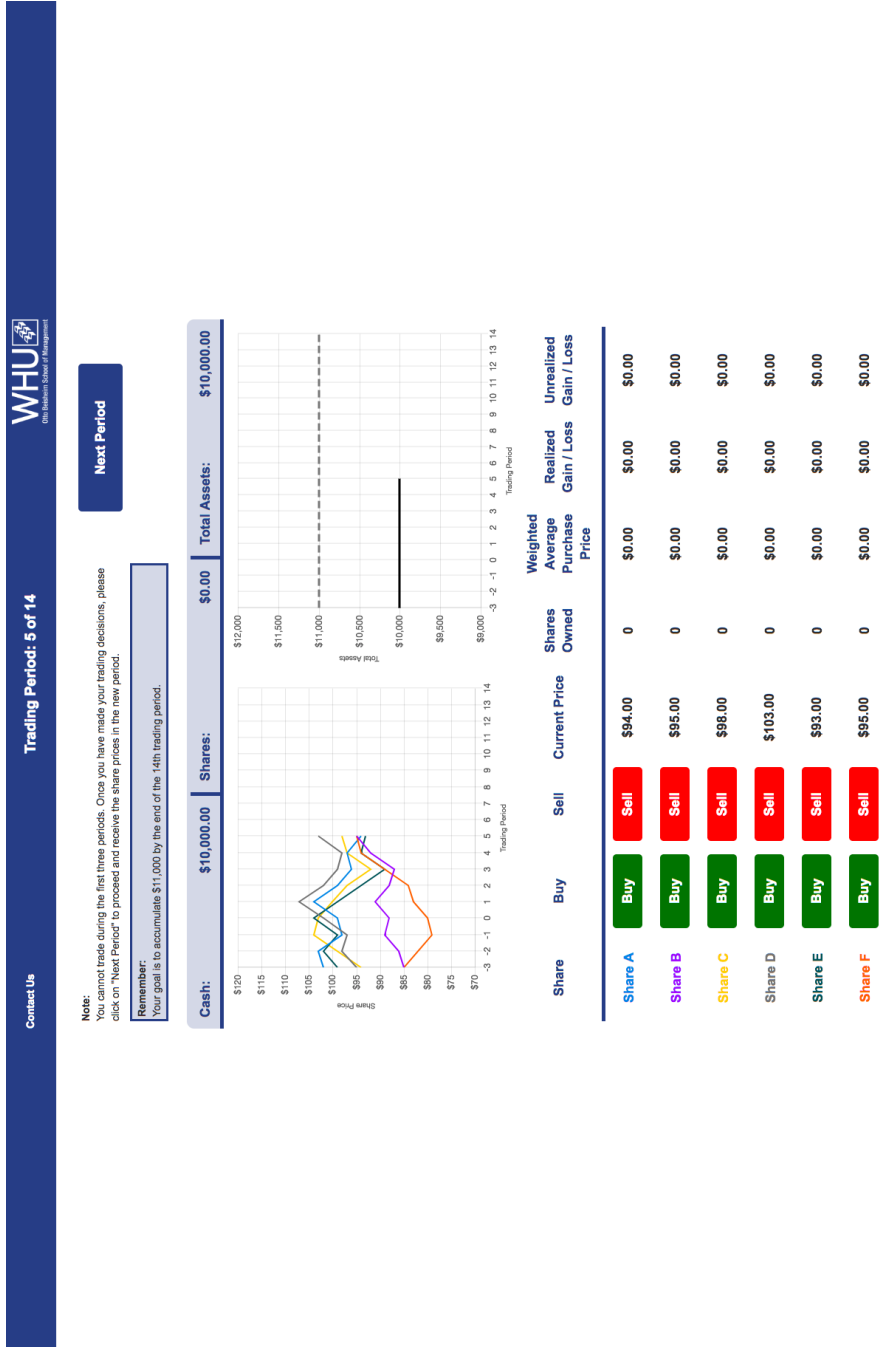 Contact Us
Trading Period: 5 of 14
WHU
Otto Beisheim School of Management
Note:
You cannot trade during the first three periods. Once you have made your trading decisions, please
click on "Next Period" to proceed and receive the share prices in the new period.
Next Period
Remember:
Your goal is to accumulate $11,000 by the end of the 14th trading period.
Cash: $10,000.00 Shares: $0.00 Total Assets: $10,000.00
Share Price
$120
$115
$110
$105
$100
$95
$90
$85
$80
$75
$70
-3 -2 -1 0 1 2 3 4 5 6 7 8 9 10 11 12 13 14
Trading Period
Total Assets
$12,000
$11,500
$11,000
$10,500
$10,000
$9,500
$9,000
-3 -2 -1 0 1 2 3 4 5 6 7 8 9 10 11 12 13 14
Trading Period
Share Buy Sell Current Price Shares Owned Weighted Average Purchase Price Realized Gain / Loss Unrealized Gain / Loss
Share A Buy Sell $94.00 0 $0.00 $0.00 $0.00
Share B Buy Sell $95.00 0 $0.00 $0.00 $0.00
Share C Buy Sell $98.00 0 $0.00 $0.00 $0.00
Share D Buy Sell $103.00 0 $0.00 $0.00 $0.00
Share E Buy Sell $93.00 0 $0.00 $0.00 $0.00
Share F Buy Sell $95.00 0 $0.00 $0.00 $0.00